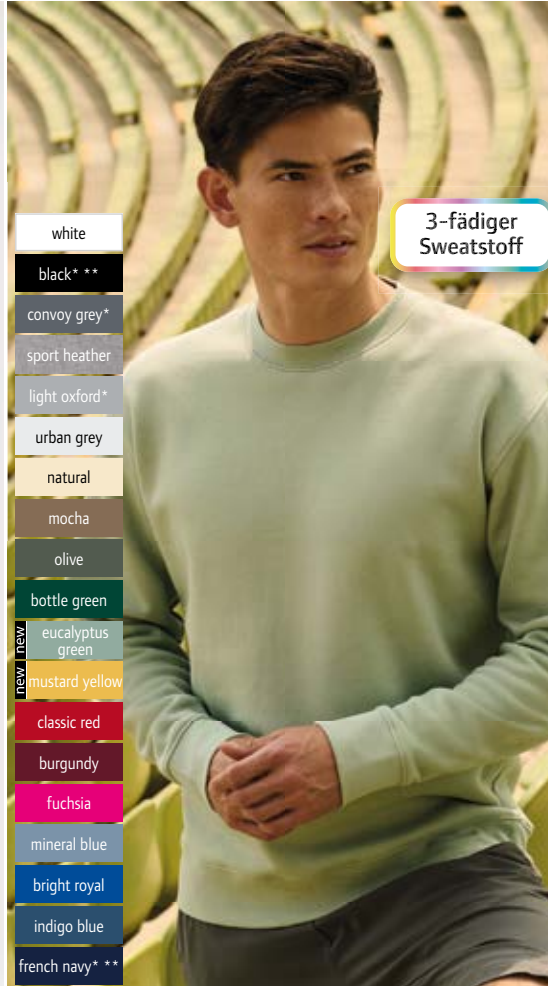 3-fädiger
Sweatstoff
white
black* **
convoy grey*
sport heather
light oxford*
urban grey
natural
mocha
olive
bottle green
new
eucalyptus
green
new
mustard yellow
classic red
burgundy
fuchsia
mineral blue
bright royal
indigo blue
french navy* **